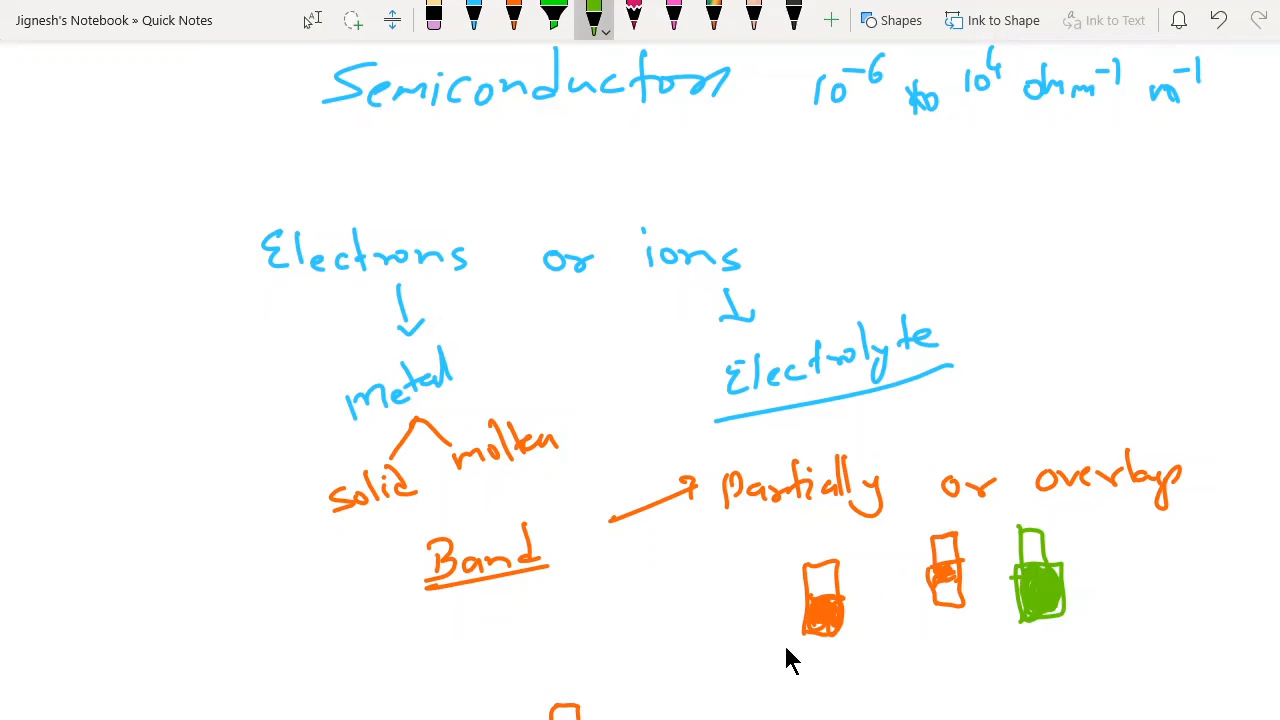 Jignesh's Notebook » Quick Notes
Shapes
Ink to Shape
Ink to Text
Semiconductors 10⁻⁶ to 10⁴ ohm⁻¹ m⁻¹
Electrons or ions
metal
Electrolyte
solid molten
Partially or overlap
Band